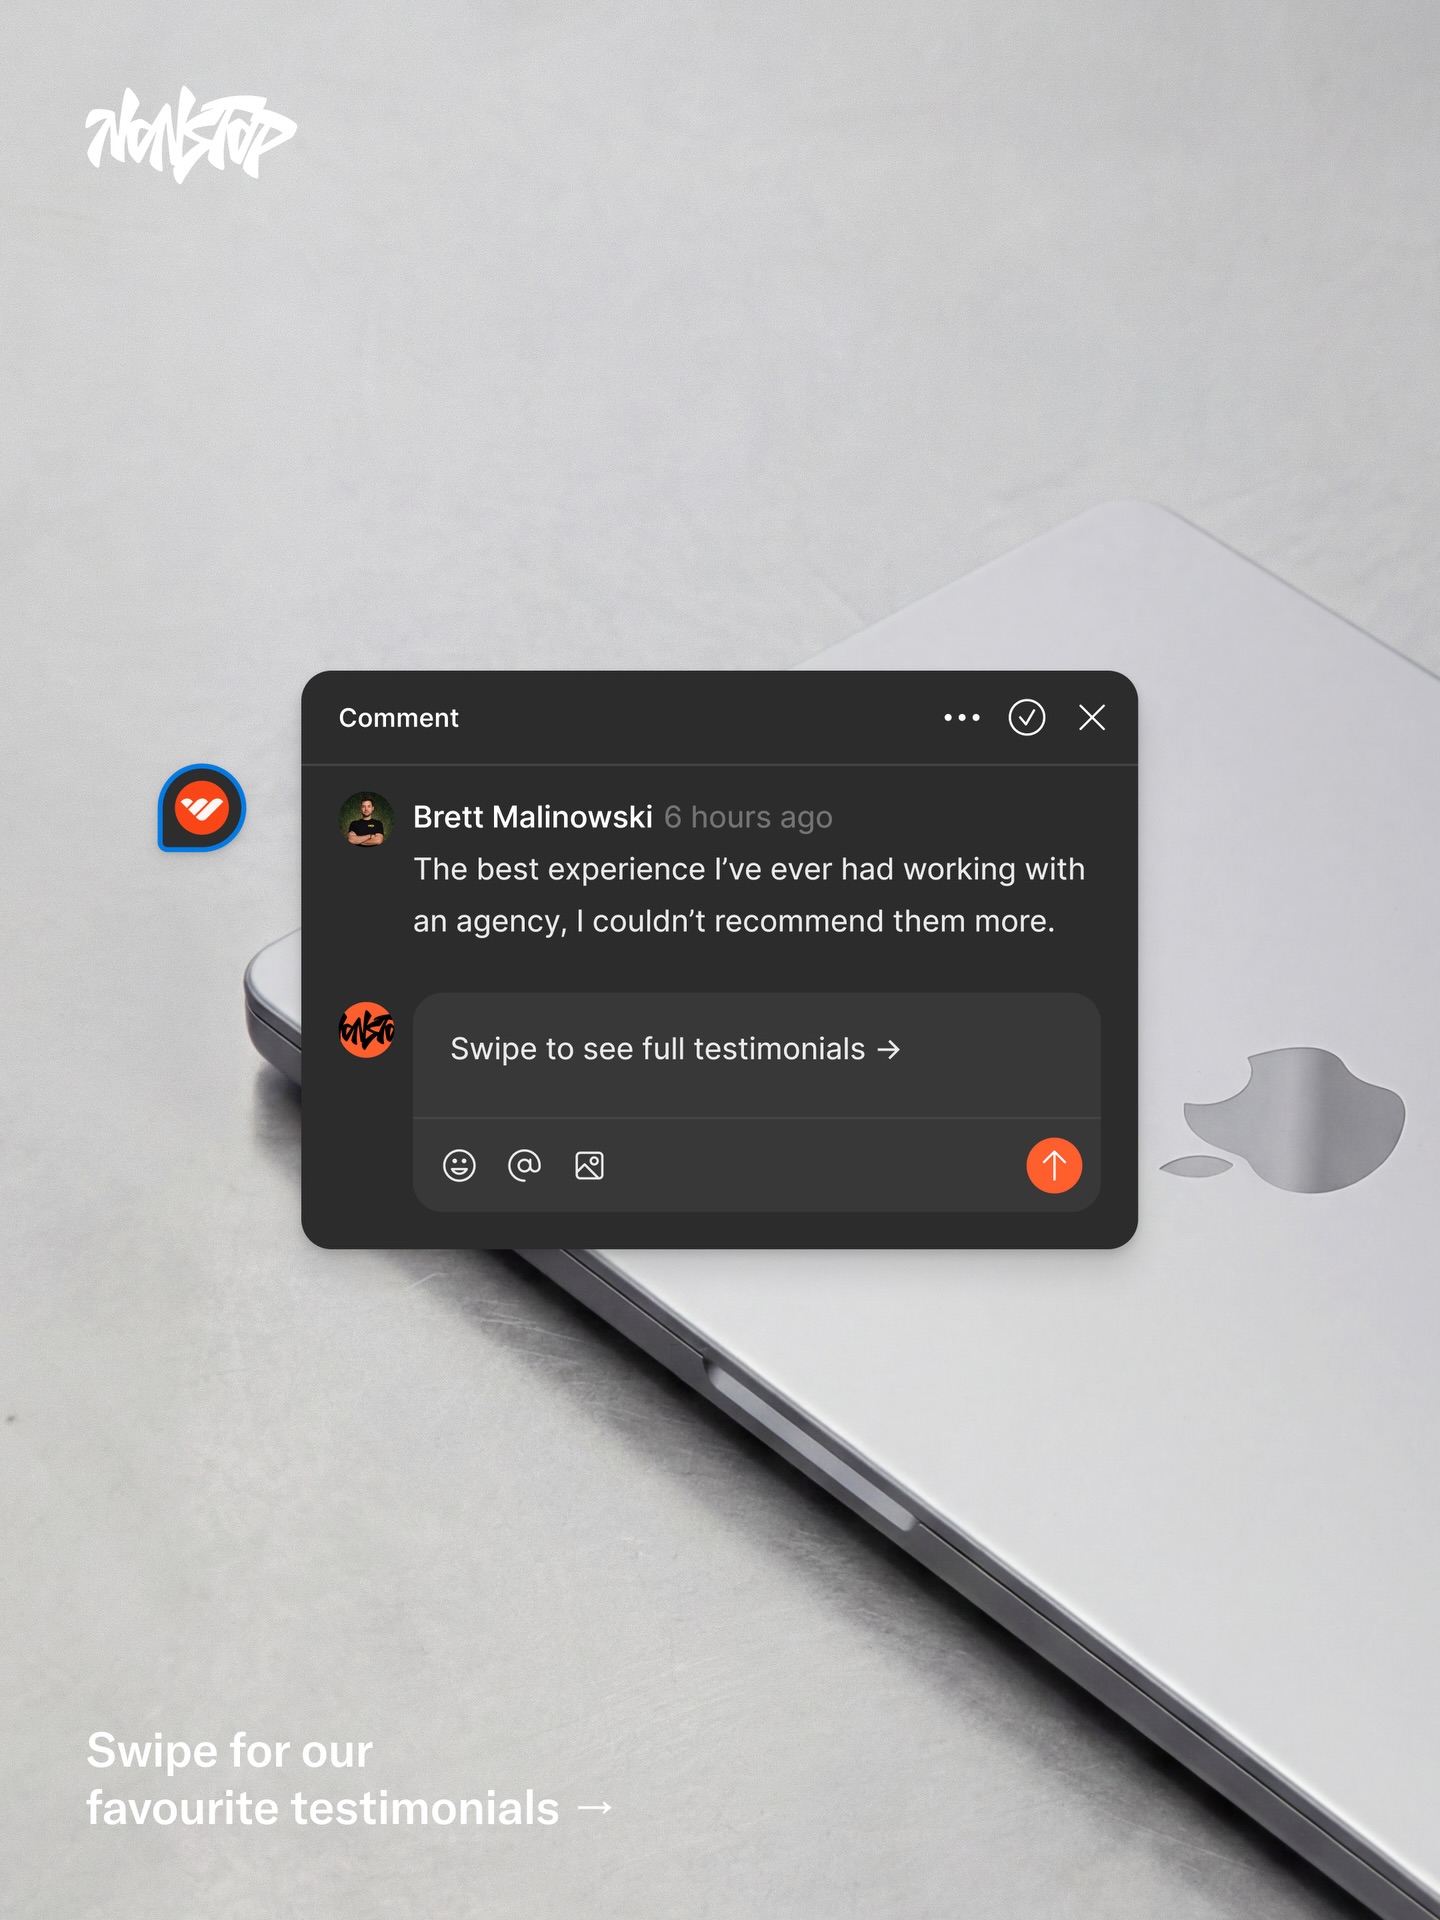 NONSTOP
Comment
Brett Malinowski 6 hours ago
The best experience I’ve ever had working with
an agency, I couldn’t recommend them more.
ONSTO
Swipe to see full testimonials →
Swipe for our
favourite testimonials →